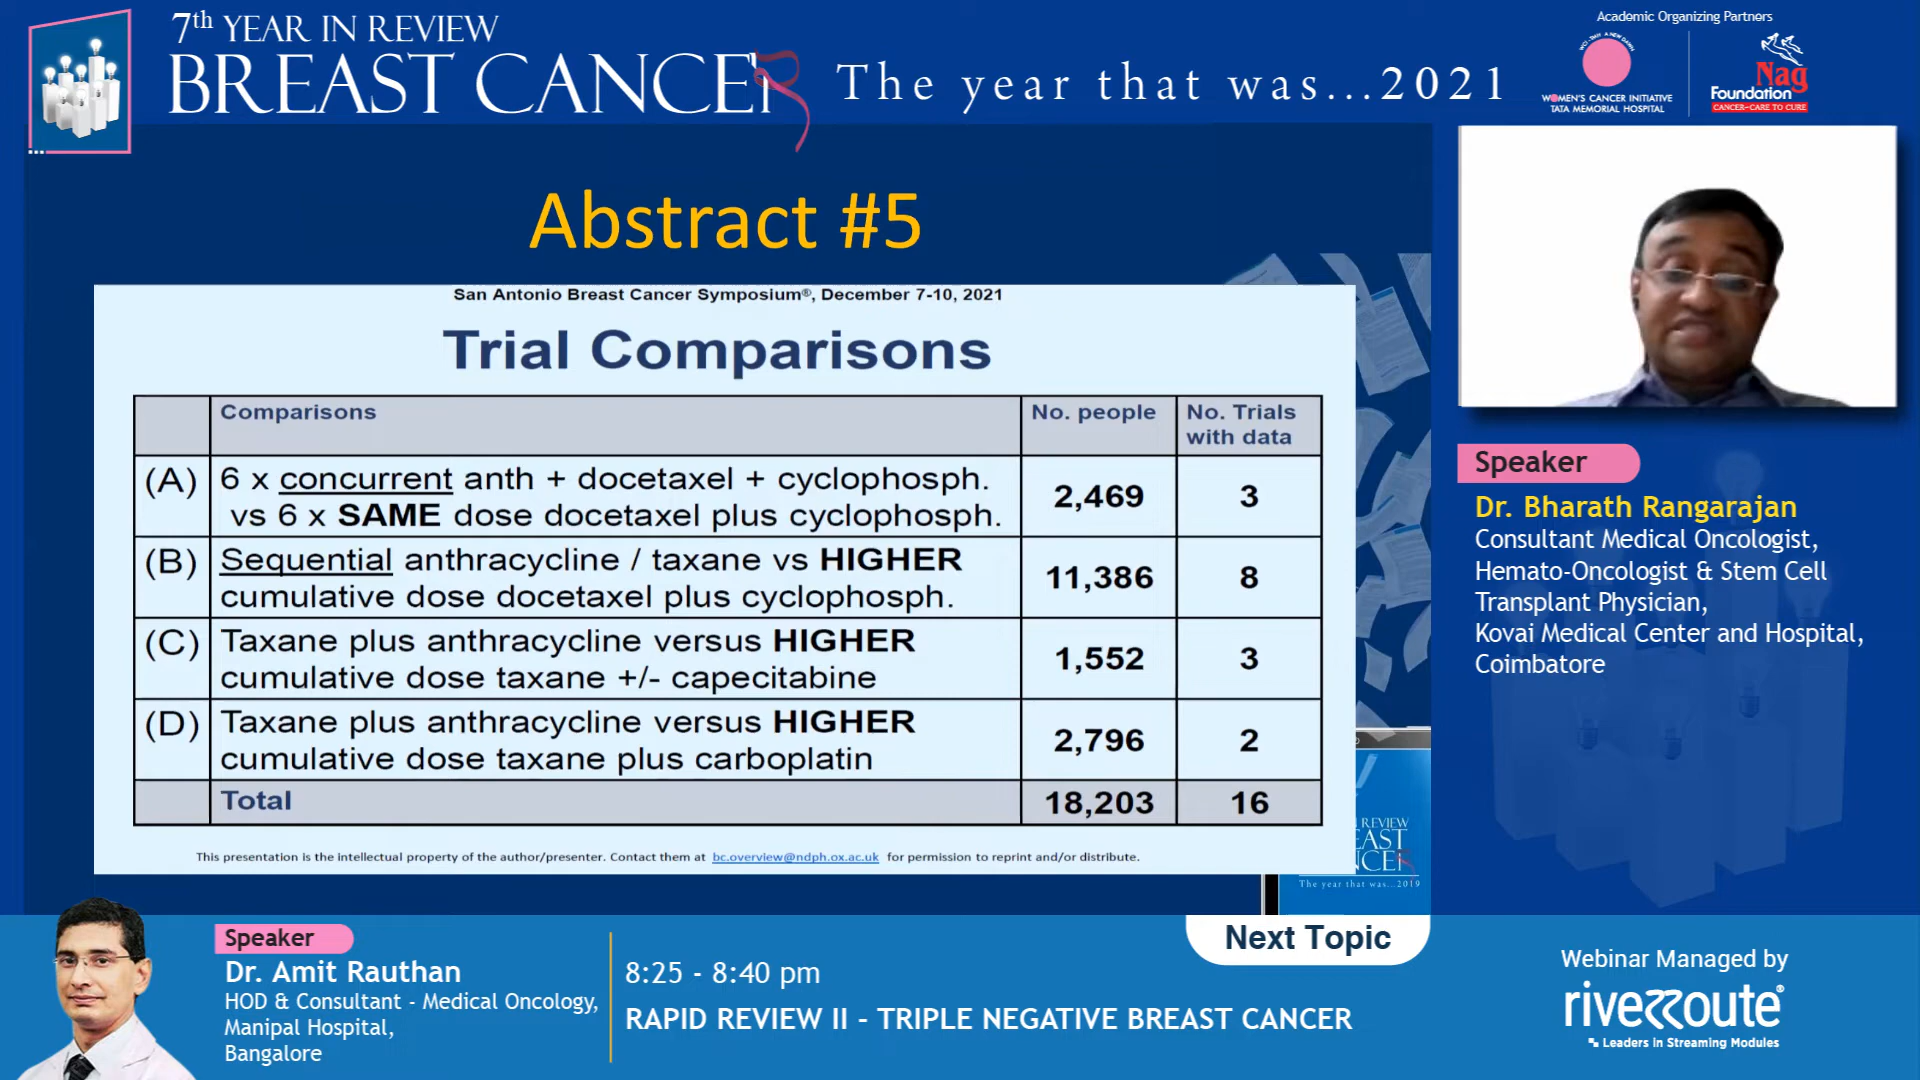 7th YEAR IN REVIEW
BREAST CANCER
The year that was...2021
Academic Organizing Partners
WOMEN'S CANCER INITIATIVE
TATA MEMORIAL HOSPITAL
Nag
Foundation
CANCER-CARE TO CURE
Abstract #5
San Antonio Breast Cancer Symposium®, December 7-10, 2021
Trial Comparisons
Comparisons No. people No. Trials with data
(A) 6 x concurrent anth + docetaxel + cyclophosph. vs 6 x SAME dose docetaxel plus cyclophosph. 2,469 3
(B) Sequential anthracycline / taxane vs HIGHER cumulative dose docetaxel plus cyclophosph. 11,386 8
(C) Taxane plus anthracycline versus HIGHER cumulative dose taxane +/- capecitabine 1,552 3
(D) Taxane plus anthracycline versus HIGHER cumulative dose taxane plus carboplatin 2,796 2
Total 18,203 16
This presentation is the intellectual property of the author/presenter. Contact them at bc.overview@ndph.ox.ac.uk for permission to reprint and/or distribute.
REVIEW
EAST
NCER
The year that was...2019
Speaker
Dr. Bharath Rangarajan
Consultant Medical Oncologist,
Hemato-Oncologist & Stem Cell
Transplant Physician,
Kovai Medical Center and Hospital,
Coimbatore
Speaker
Dr. Amit Rauthan
HOD & Consultant - Medical Oncology,
Manipal Hospital,
Bangalore
Next Topic
8:25 - 8:40 pm
RAPID REVIEW II - TRIPLE NEGATIVE BREAST CANCER
Webinar Managed by
riverroute®
Leaders in Streaming Modules